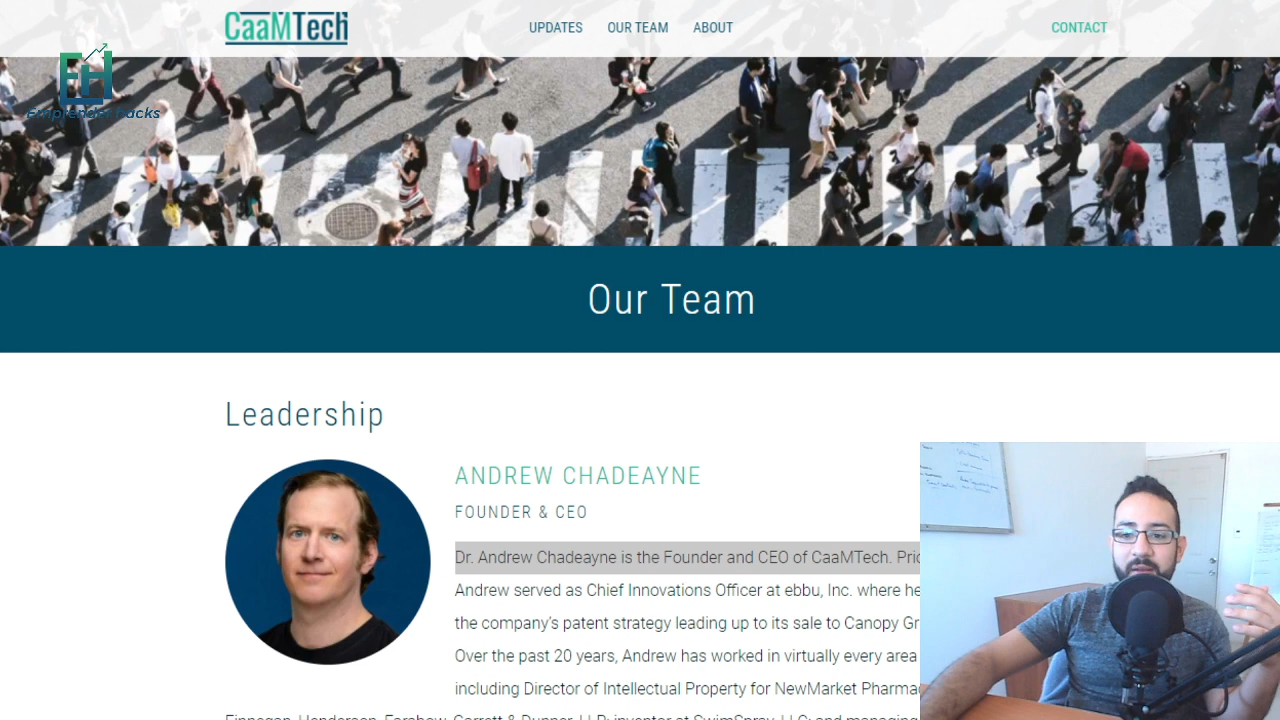 CaaMTech
UPDATES
OUR TEAM
ABOUT
CONTACT
EH
Our Team
Leadership
ANDREW CHADEAYNE
FOUNDER & CEO
Dr. Andrew Chadeayne is the Founder and CEO of CaaMTech.
Andrew served as Chief Innovations Officer at ebbu, Inc. where he
the company's patent strategy leading up to its sale to Canopy
Over the past 20 years, Andrew has worked in virtually every area
including Director of Intellectual Property for NewMarket